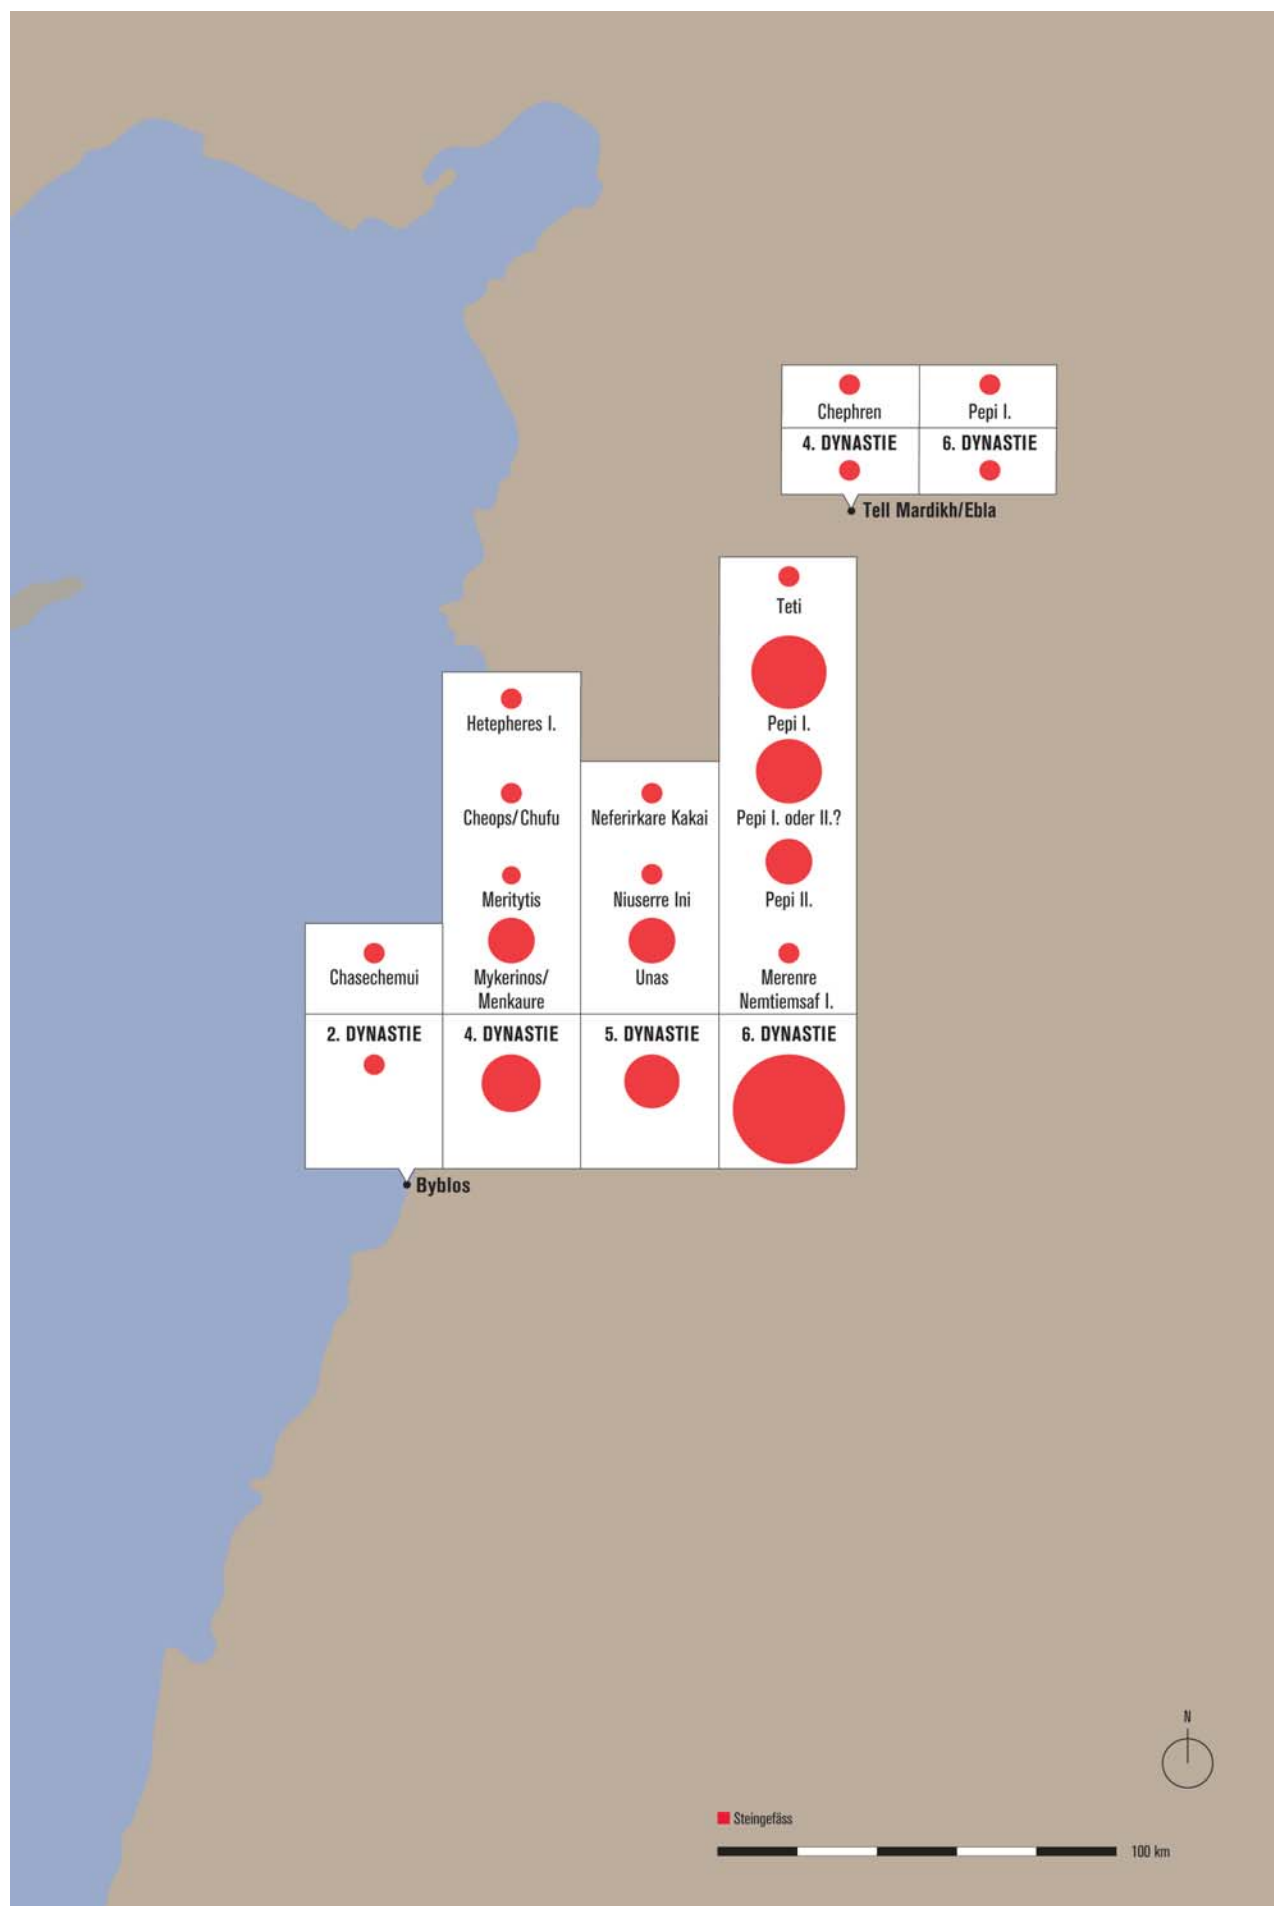 Chephren
Pepi I.
4. DYNASTIE
6. DYNASTIE
Tell Mardikh/Ebla
Teti
Pepi I.
Pepi I. oder II.?
Pepi II.
Merenre
Nemtiemsaf I.
Hetepheres I.
Cheops/Chufu
Meritytis
Mykerinos/
Menkaure
Neferirkare Kakai
Niuserre Ini
Unas
Chasechemui
2. DYNASTIE
4. DYNASTIE
5. DYNASTIE
6. DYNASTIE
Byblos
N
Steingefäss
100 km